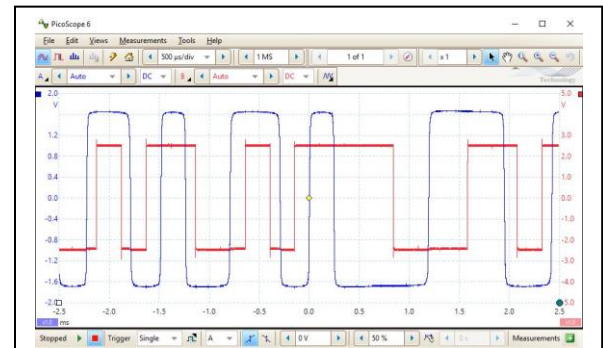 PicoScope 6
File Edit Views Measurements Tools Help
500 µs/div 1 MS 1 of 1 x 1
A Auto DC B Auto DC
Technology
2.0 5.0
V V
1.2 3.0
0.8 2.0
0.4 1.0
0.0 0.0
-0.4 -1.0
-0.8 -2.0
-1.2 -3.0
-1.6 -4.0
-2.0 -5.0
-2.5 -2.0 -1.5 -1.0 -0.5 0.0 0.5 1.0 1.5 2.0 2.5
x1.0 ms
Stopped Trigger Single A 0 V 50 % 0 s Measurements